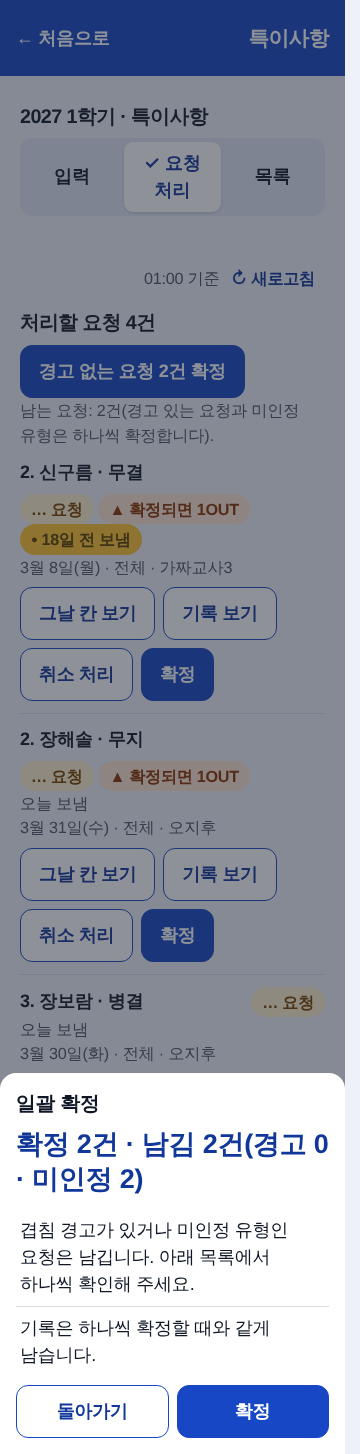 ← 처음으로
특이사항
2027 1학기 · 특이사항
입력
✓ 요청
처리
목록
01:00 기준 ↻ 새로고침
처리할 요청 4건
경고 없는 요청 2건 확정
남는 요청: 2건(경고 있는 요청과 미인정
유형은 하나씩 확정합니다).
2. 신구름 · 무결
… 요청 ▲ 확정되면 1OUT
• 18일 전 보냄
3월 8일(월) · 전체 · 가짜교사3
그날 칸 보기 기록 보기
취소 처리 확정
2. 장해솔 · 무지
… 요청 ▲ 확정되면 1OUT
오늘 보냄
3월 31일(수) · 전체 · 오지후
그날 칸 보기 기록 보기
취소 처리 확정
3. 장보람 · 병결 … 요청
오늘 보냄
3월 30일(화) · 전체 · 오지후
일괄 확정
확정 2건 · 남김 2건(경고 0
· 미인정 2)
겹침 경고가 있거나 미인정 유형인
요청은 남깁니다. 아래 목록에서
하나씩 확인해 주세요.
기록은 하나씩 확정할 때와 같게
남습니다.
돌아가기 확정